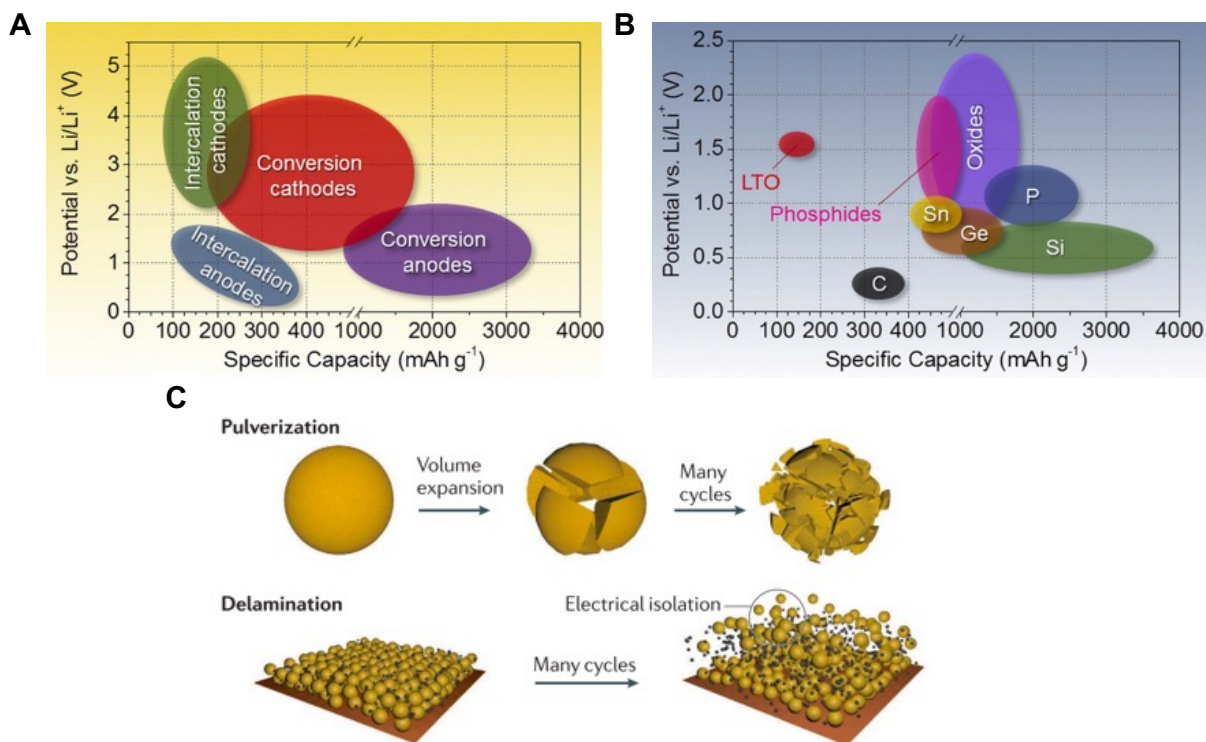 A
Potential vs. Li/Li⁺ (V)
5
4
3
2
1
0
Intercalation
cathodes
Conversion
cathodes
Intercalation
anodes
Conversion
anodes
0 100 200 300 400 1000 2000 3000 4000
Specific Capacity (mAh g⁻¹)
B
Potential vs. Li/Li⁺ (V)
2.5
2.0
1.5
1.0
0.5
0.0
LTO
Phosphides
Oxides
Sn
Ge
P
Si
C
0 100 200 300 400 1000 2000 3000 4000
Specific Capacity (mAh g⁻¹)
C
Pulverization
Volume
expansion
Many
cycles
Delamination
Electrical isolation
Many cycles